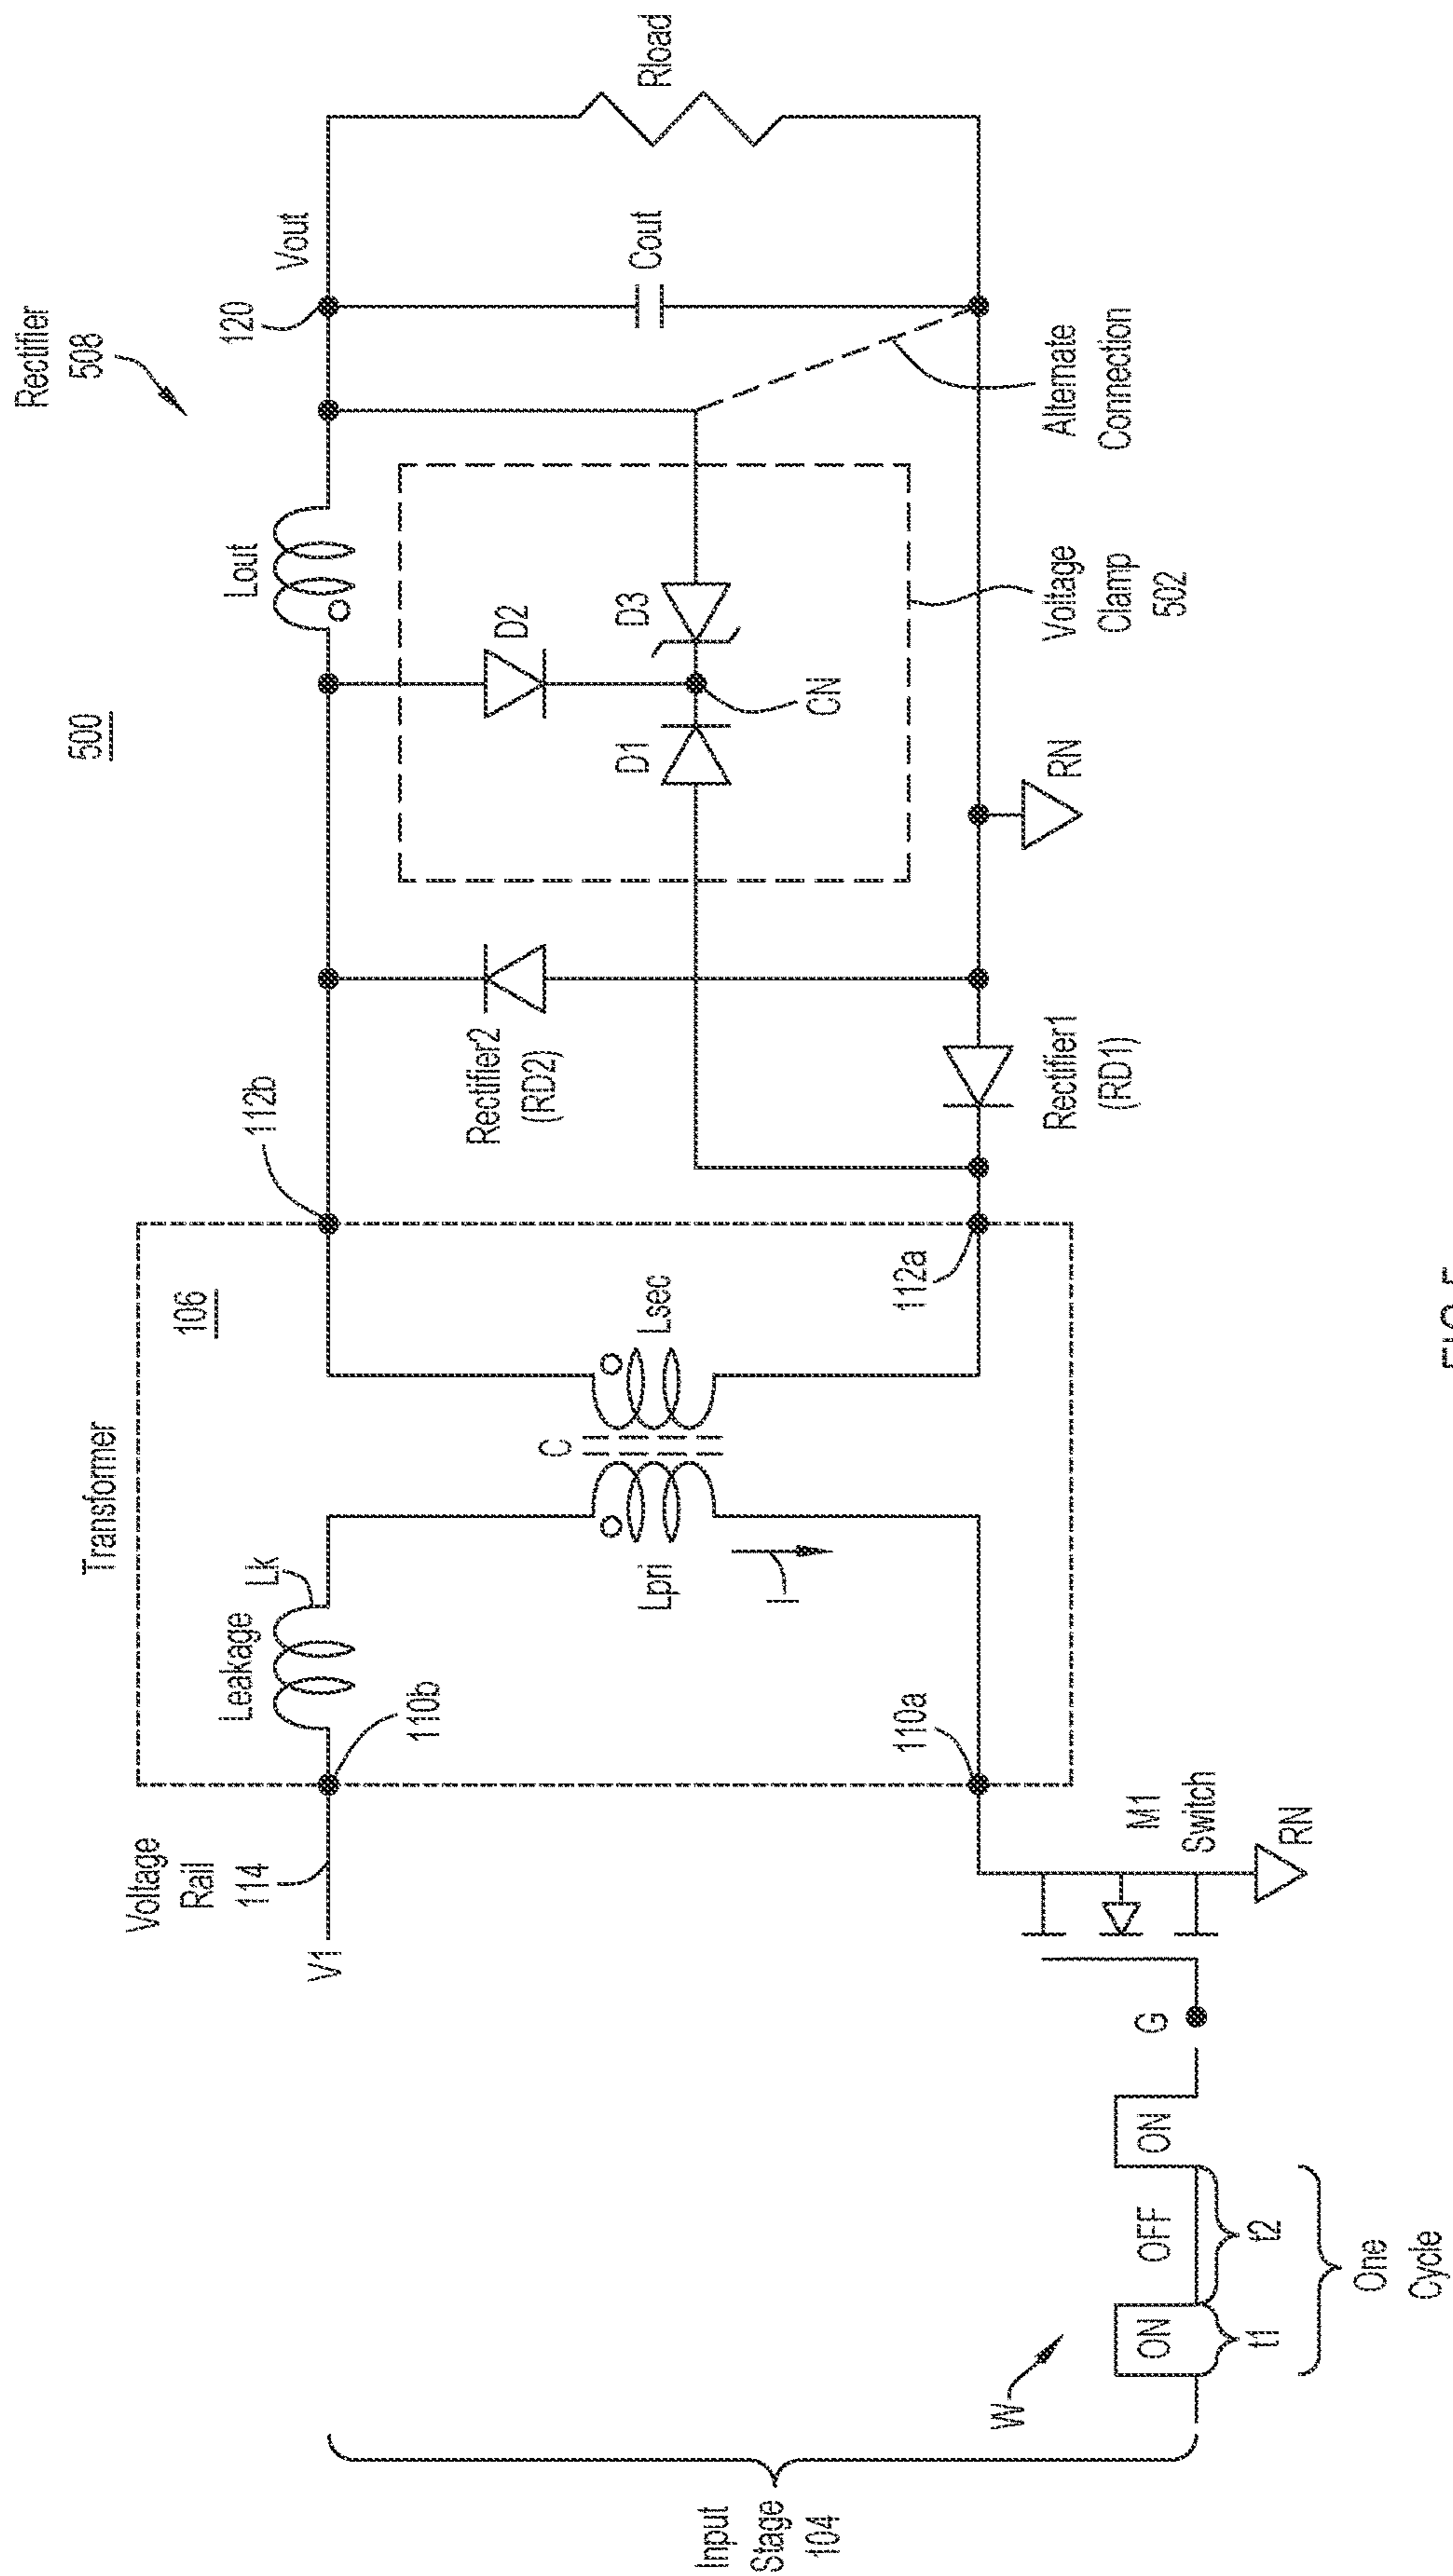 500
Rectifier
508
Transformer
106
Voltage
Rail
114
V1
Leakage
Lk
110b
112b
Lout
120
Vout
C
Lpri
Lsec
I
Rectifier2
(RD2)
D2
D1
D3
CN
Cout
Rload
110a
112a
Rectifier1
(RD1)
RN
Voltage
Clamp
502
Alternate
Connection
M1
Switch
RN
G
Input
Stage
104
W
ON
OFF
ON
t1
t2
One
Cycle